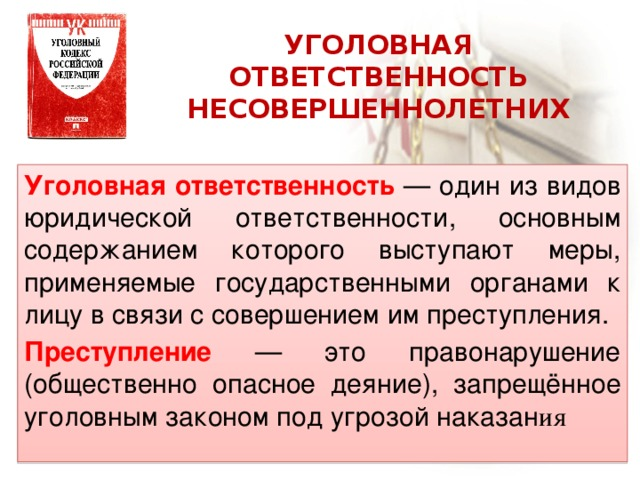 УК
УГОЛОВНЫЙ
КОДЕКС
РОССИЙСКОЙ
ФЕДЕРАЦИИ
УГОЛОВНАЯ
ОТВЕТСТВЕННОСТЬ
НЕСОВЕРШЕННОЛЕТНИХ
Уголовная ответственность — один из видов
юридической ответственности, основным
содержанием которого выступают меры,
применяемые государственными органами к
лицу в связи с совершением им преступления.
Преступление — это правонарушение
(общественно опасное деяние), запрещённое
уголовным законом под угрозой наказания